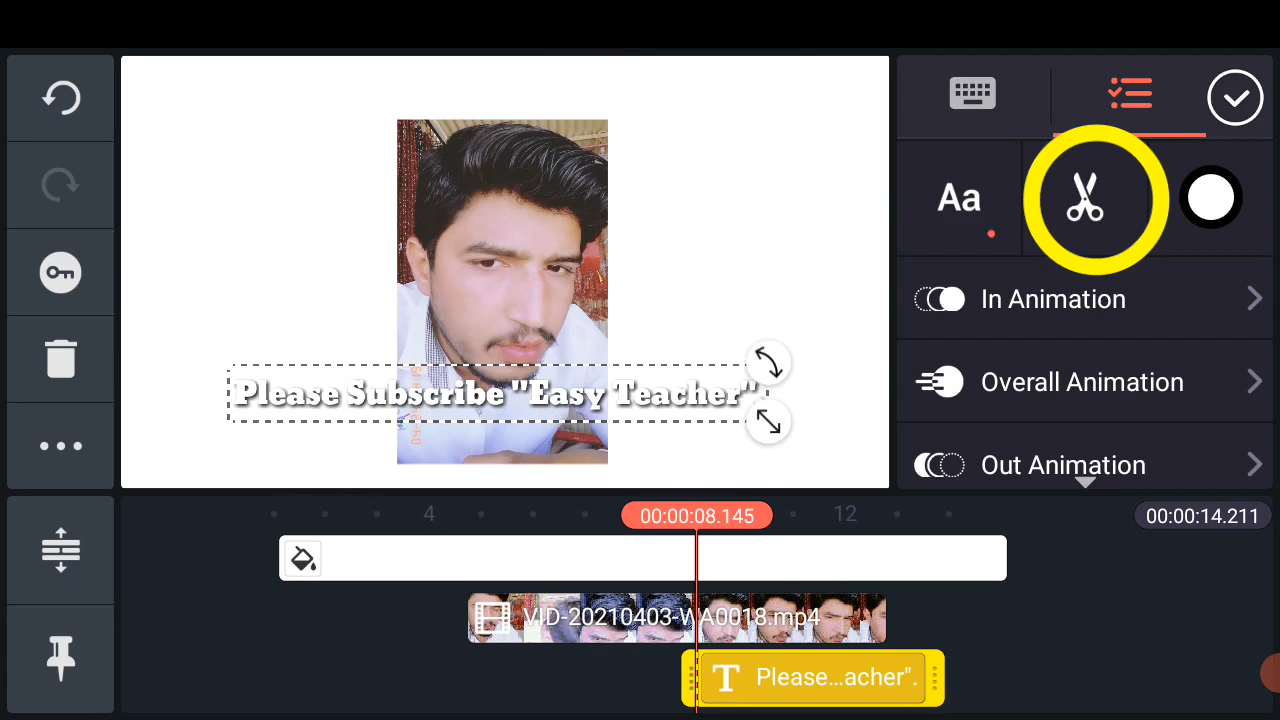 Aa
In Animation
Please Subscribe "Easy Teacher".
Overall Animation
Out Animation
4
00:00:08.145
12
00:00:14.211
VID-20210403-WA0018.mp4
T Please...acher".